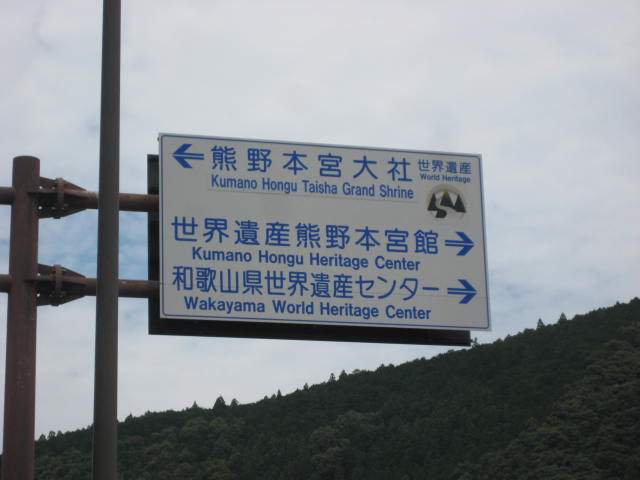 熊野本宮大社 世界遺産
Kumano Hongu Taisha Grand Shrine World Heritage
世界遺産熊野本宮館
Kumano Hongu Heritage Center
和歌山県世界遺産センター
Wakayama World Heritage Center